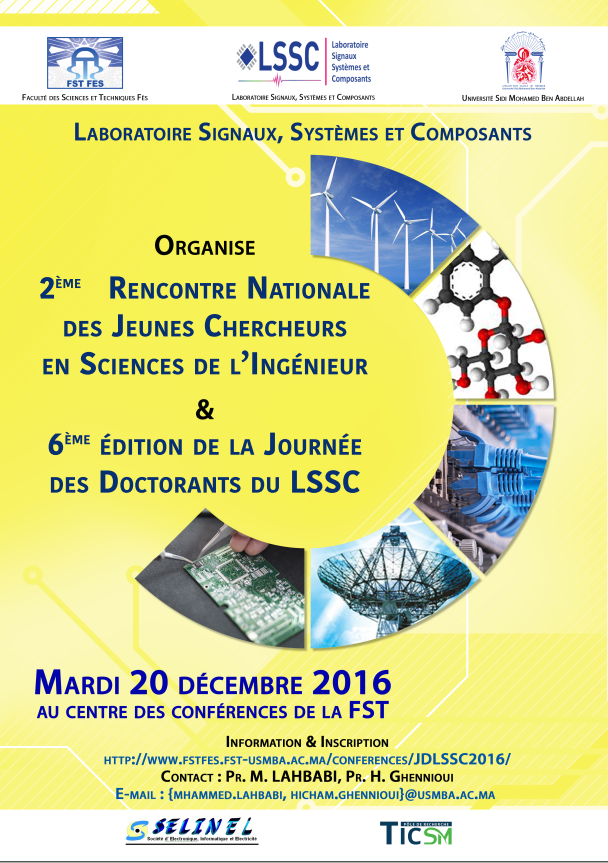 FST FES
Faculté des Sciences et Techniques Fès
LSSC
Laboratoire
Signaux
Systèmes et
Composants
Laboratoire Signaux, Systèmes et Composants
Université Sidi Mohamed Ben Abdellah
Laboratoire Signaux, Systèmes et Composants
Organise
2ème Rencontre Nationale
des Jeunes Chercheurs
en Sciences de l'Ingénieur
&
6ème édition de la Journée
des Doctorants du LSSC
Mardi 20 décembre 2016
au centre des conférences de la FST
Information & Inscription
http://www.fstfes.fst-usmba.ac.ma/conferences/JDLSSC2016/
Contact : Pr. M. LAHBABI, Pr. H. Ghennioui
E-mail : {mhammed.lahbabi, hicham.ghennioui}@usmba.ac.ma
SELINEL
Société d'Electronique, Informatique et Electricité
PÔLE DE RECHERCHE
TICSM